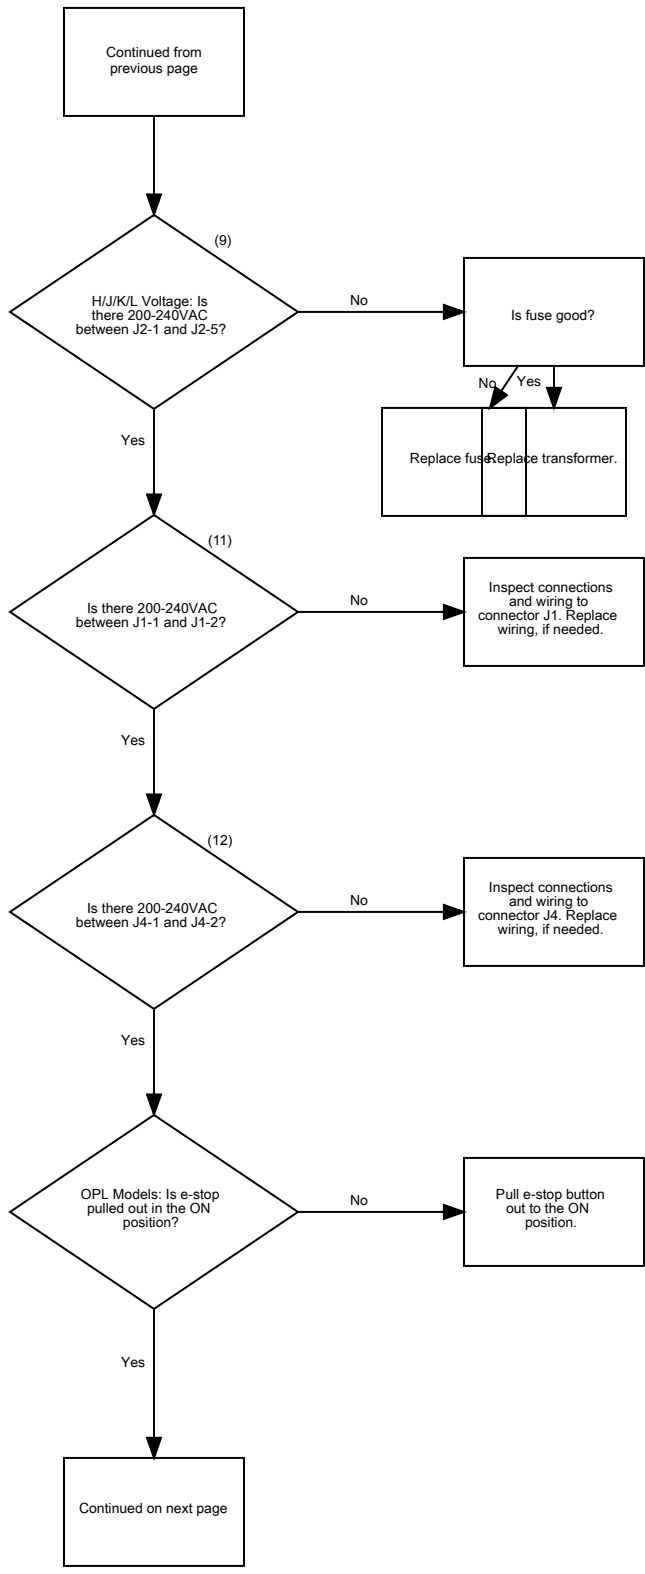 Continued from
previous page
(9)
H/J/K/L Voltage: Is
there 200-240VAC
between J2-1 and J2-5?
No
Is fuse good?
No
Yes
Replace fuse.
Replace transformer.
Yes
(11)
Is there 200-240VAC
between J1-1 and J1-2?
No
Inspect connections
and wiring to
connector J1. Replace
wiring, if needed.
Yes
(12)
Is there 200-240VAC
between J4-1 and J4-2?
No
Inspect connections
and wiring to
connector J4. Replace
wiring, if needed.
Yes
OPL Models: Is e-stop
pulled out in the ON
position?
No
Pull e-stop button
out to the ON
position.
Yes
Continued on next page